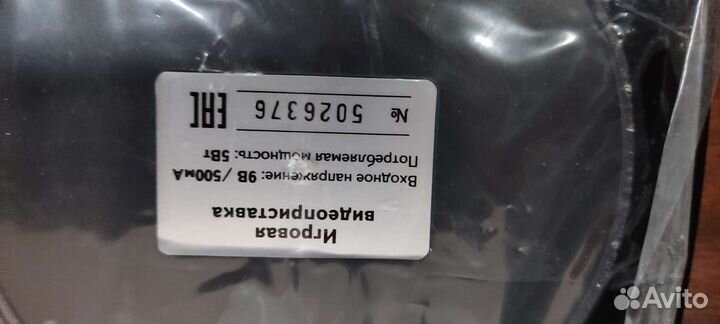 Игровая
видеоприставка
Входное напряжение: 9В / 500мА
Потребляемая мощность: 5Вт
№ 5026376
EAC
Avito